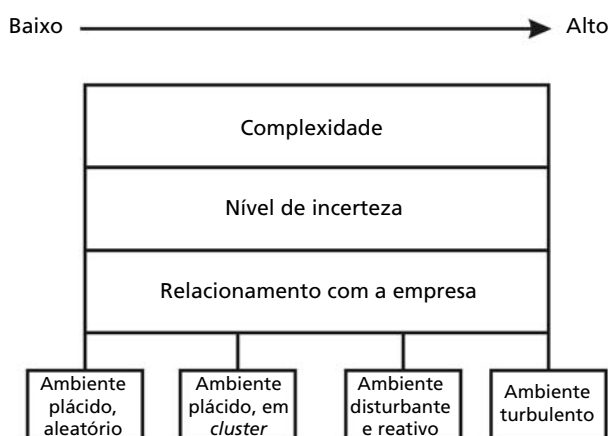 Baixo Alto
Complexidade
Nível de incerteza
Relacionamento com a empresa
Ambiente
plácido,
aleatório
Ambiente
plácido, em
cluster
Ambiente
disturbante
e reativo
Ambiente
turbulento